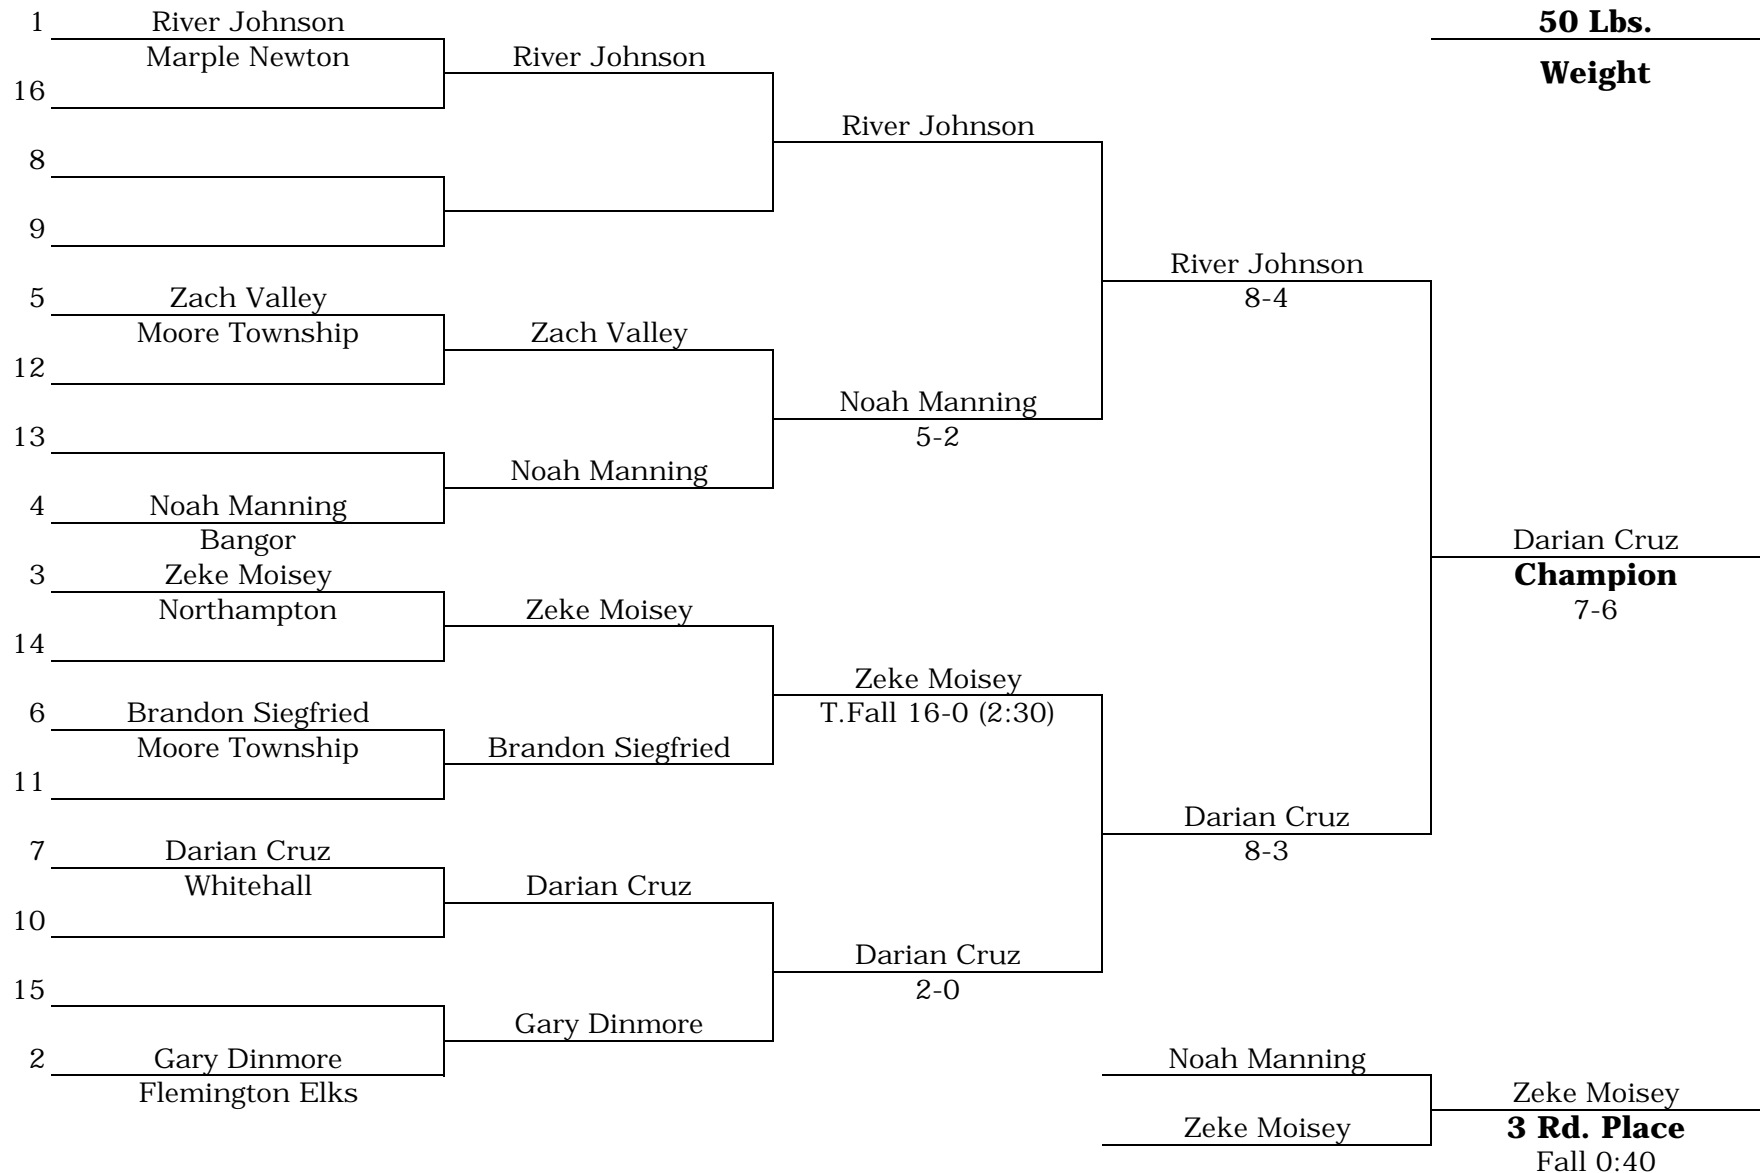 50 Lbs.
Weight
1
River Johnson
Marple Newton
16
8
9
5
Zach Valley
Moore Township
12
13
4
Noah Manning
Bangor
3
Zeke Moisey
Northampton
14
6
Brandon Siegfried
Moore Township
11
7
Darian Cruz
Whitehall
10
15
2
Gary Dinmore
Flemington Elks
River Johnson
Zach Valley
Noah Manning
Zeke Moisey
Brandon Siegfried
Darian Cruz
Gary Dinmore
River Johnson
Noah Manning
5-2
Zeke Moisey
T.Fall 16-0 (2:30)
Darian Cruz
2-0
River Johnson
8-4
Darian Cruz
8-3
Darian Cruz
Champion
7-6
Noah Manning
Zeke Moisey
Zeke Moisey
3 Rd. Place
Fall 0:40